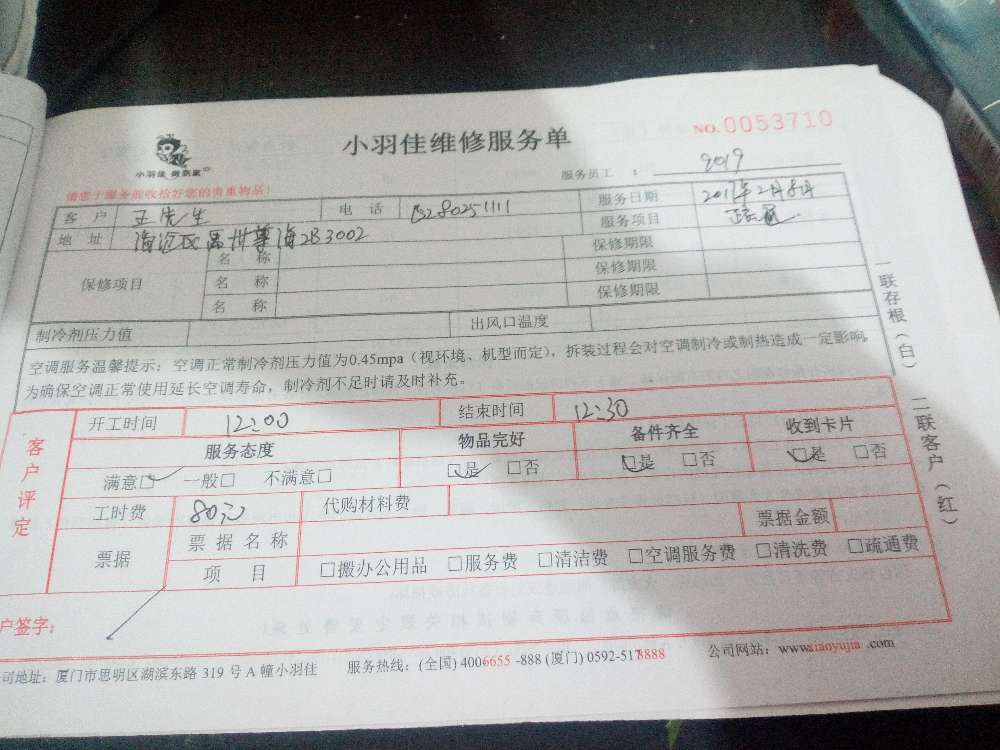 小羽佳维修服务单
NO.0053710
小羽佳 做到家
服务员工 : 9019
请您于服务前收拾好您的贵重物品!
客 户 王先生 电 话 服务日期 2017年2月8日
地 址 海沧区 海2B3002 服务项目
保修项目 名 称 保修期限
名 称 保修期限
名 称 保修期限
制冷剂压力值 出风口温度
空调服务温馨提示:空调正常制冷剂压力值为0.45mpa(视环境、机型而定),拆装过程会对空调制冷或制热造成一定影响,
为确保空调正常使用延长空调寿命,制冷剂不足时请及时补充。
一联存根(白) 二联客户(红)
客户评定
开工时间 12:00 结束时间 12:30
服务态度 物品完好 备件齐全 收到卡片
满意□ 一般□ 不满意□ □是 □否 □是 □否 □是 □否
工时费 80元 代购材料费
票据 票据名称 票据金额
项 目 □搬办公用品 □服务费 □清洁费 □空调服务费 □清洗费 □疏通费
户签字:
司地址:厦门市思明区湖滨东路 319 号 A 幢小羽佳 服务热线:(全国) 4006655 -888 (厦门) 0592-5178888 公司网站:www.xiaoyujia .com